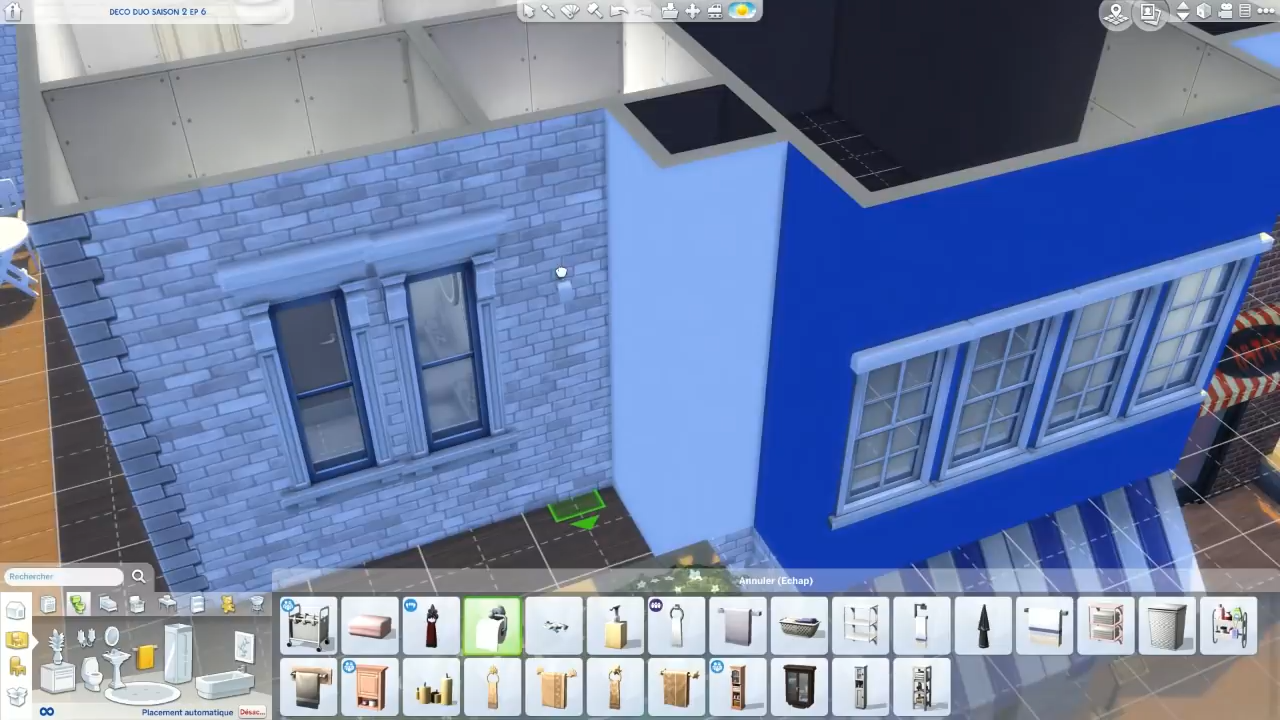 DECO DUO SAISON 2 EP 6
Annuler (Echap)
Rechercher
Placement automatique
Désac...